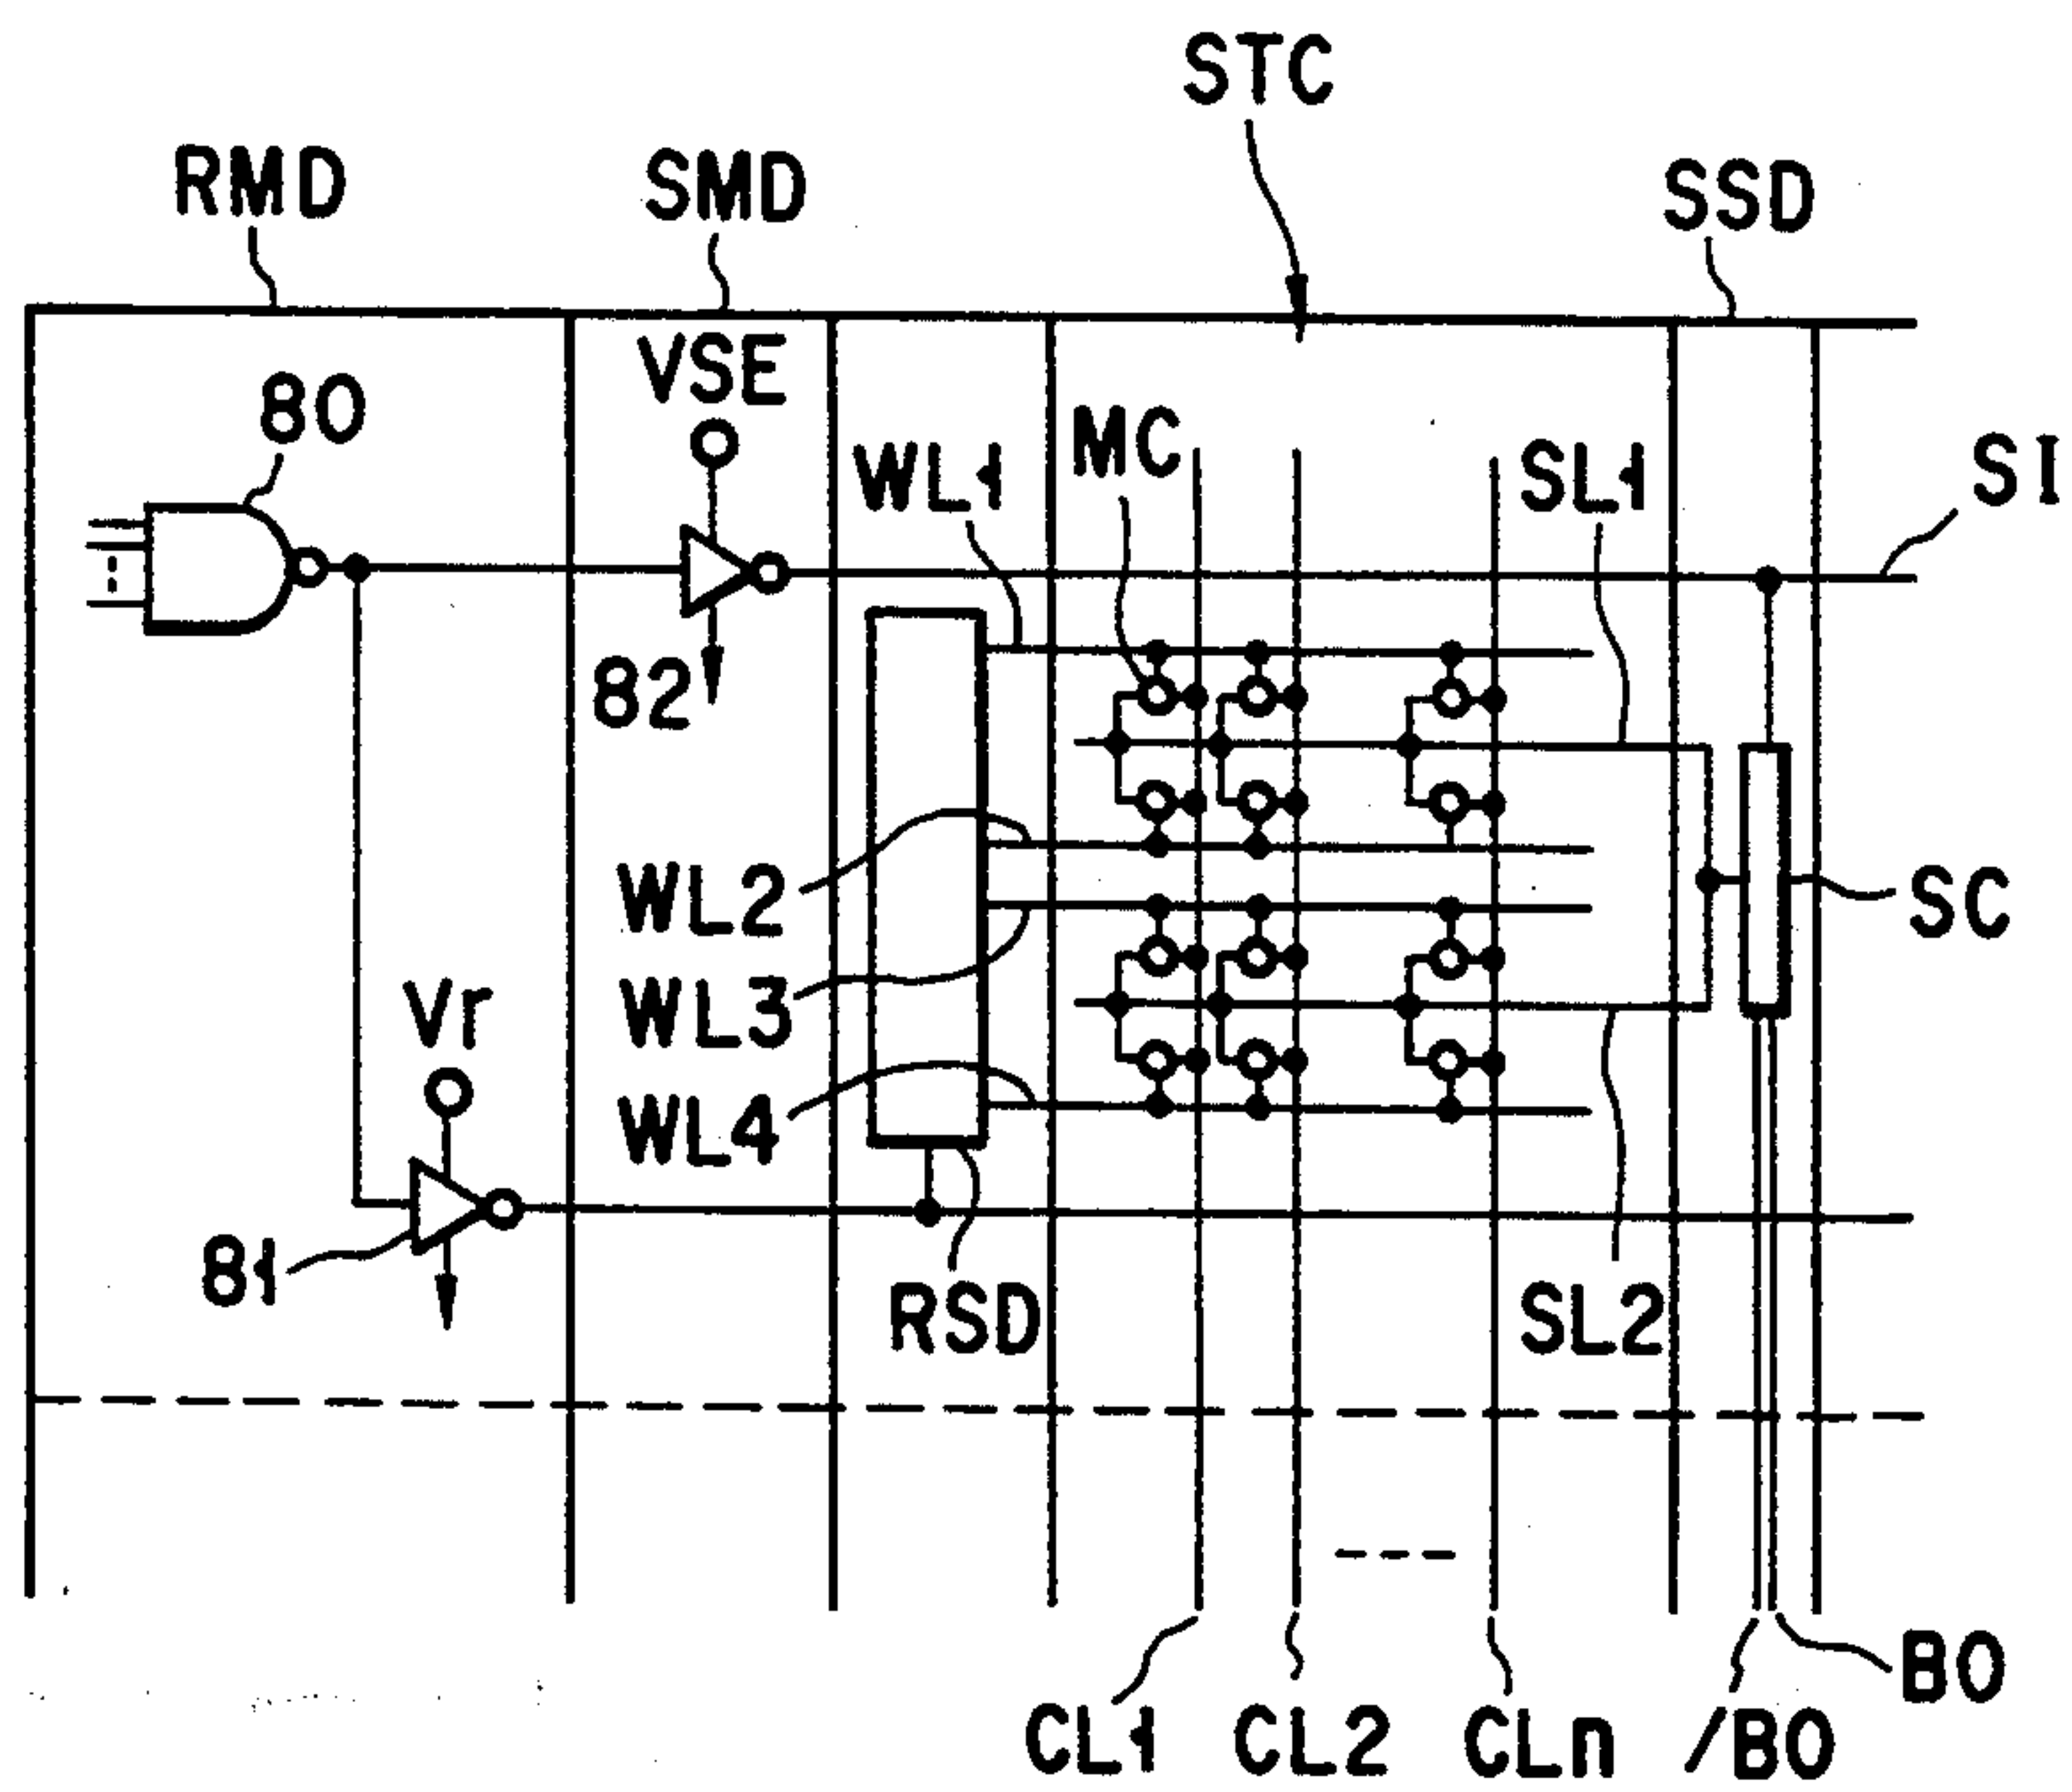 STC
RMD
SMD
SSD
VSE
80
WL1
MC
SL1
SI
82
WL2
SC
WL3
Vr
WL4
81
RSD
SL2
BO
CL1
CL2
CLn
/BO